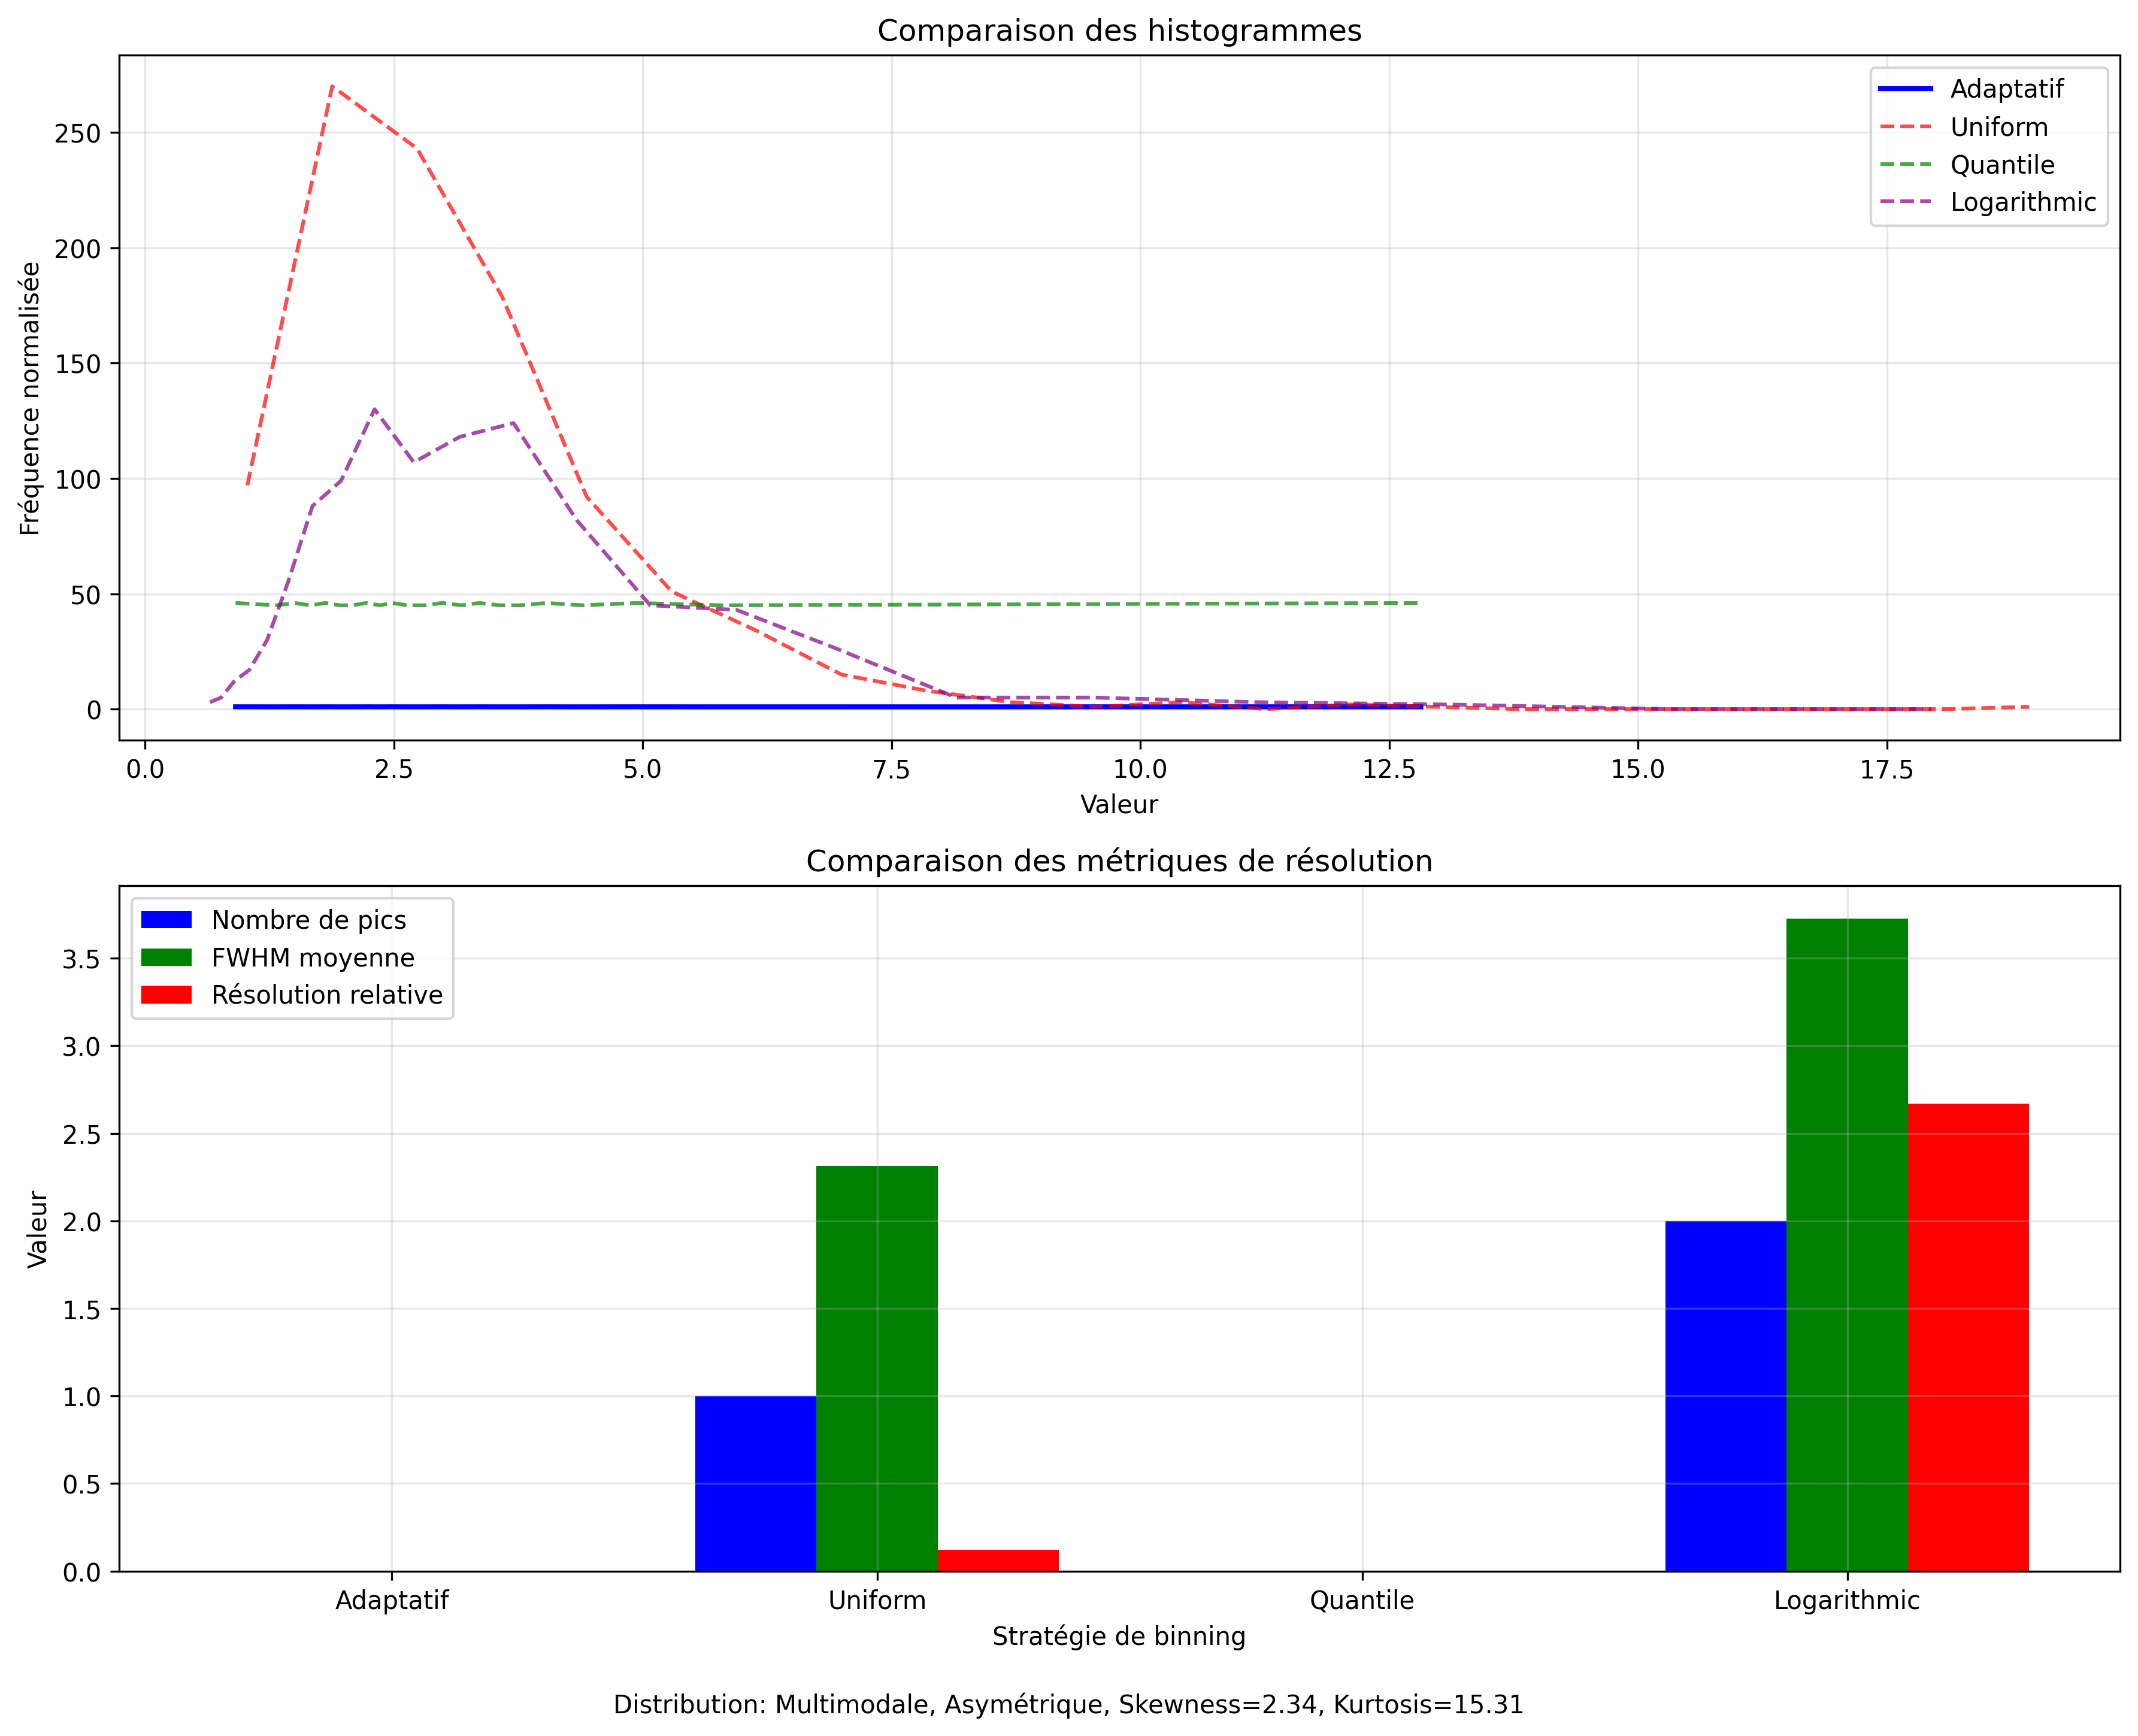 Comparaison des histogrammes
Fréquence normalisée
250
200
150
100
50
0
Adaptatif
Uniform
Quantile
Logarithmic
0.0 2.5 5.0 7.5 10.0 12.5 15.0 17.5
Valeur
Comparaison des métriques de résolution
Valeur
3.5
3.0
2.5
2.0
1.5
1.0
0.5
0.0
Nombre de pics
FWHM moyenne
Résolution relative
Adaptatif Uniform Quantile Logarithmic
Stratégie de binning
Distribution: Multimodale, Asymétrique, Skewness=2.34, Kurtosis=15.31